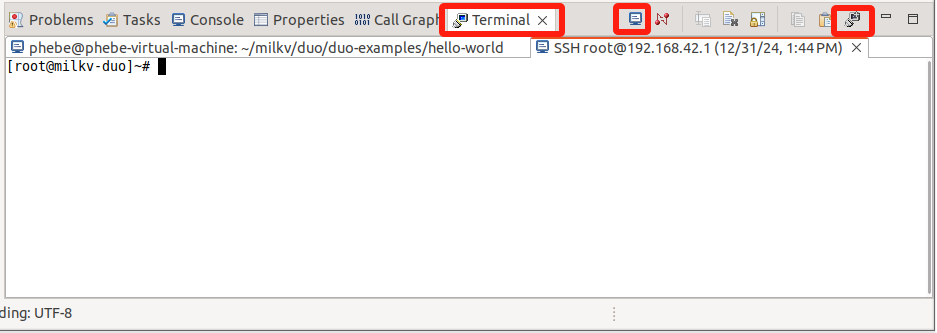 Problems Tasks Console Properties Call Grap Terminal
phebe@phebe-virtual-machine: ~/milkv/duo/duo-examples/hello-world SSH root@192.168.42.1 (12/31/24, 1:44 PM)
[root@milkv-duo]~#
ding: UTF-8